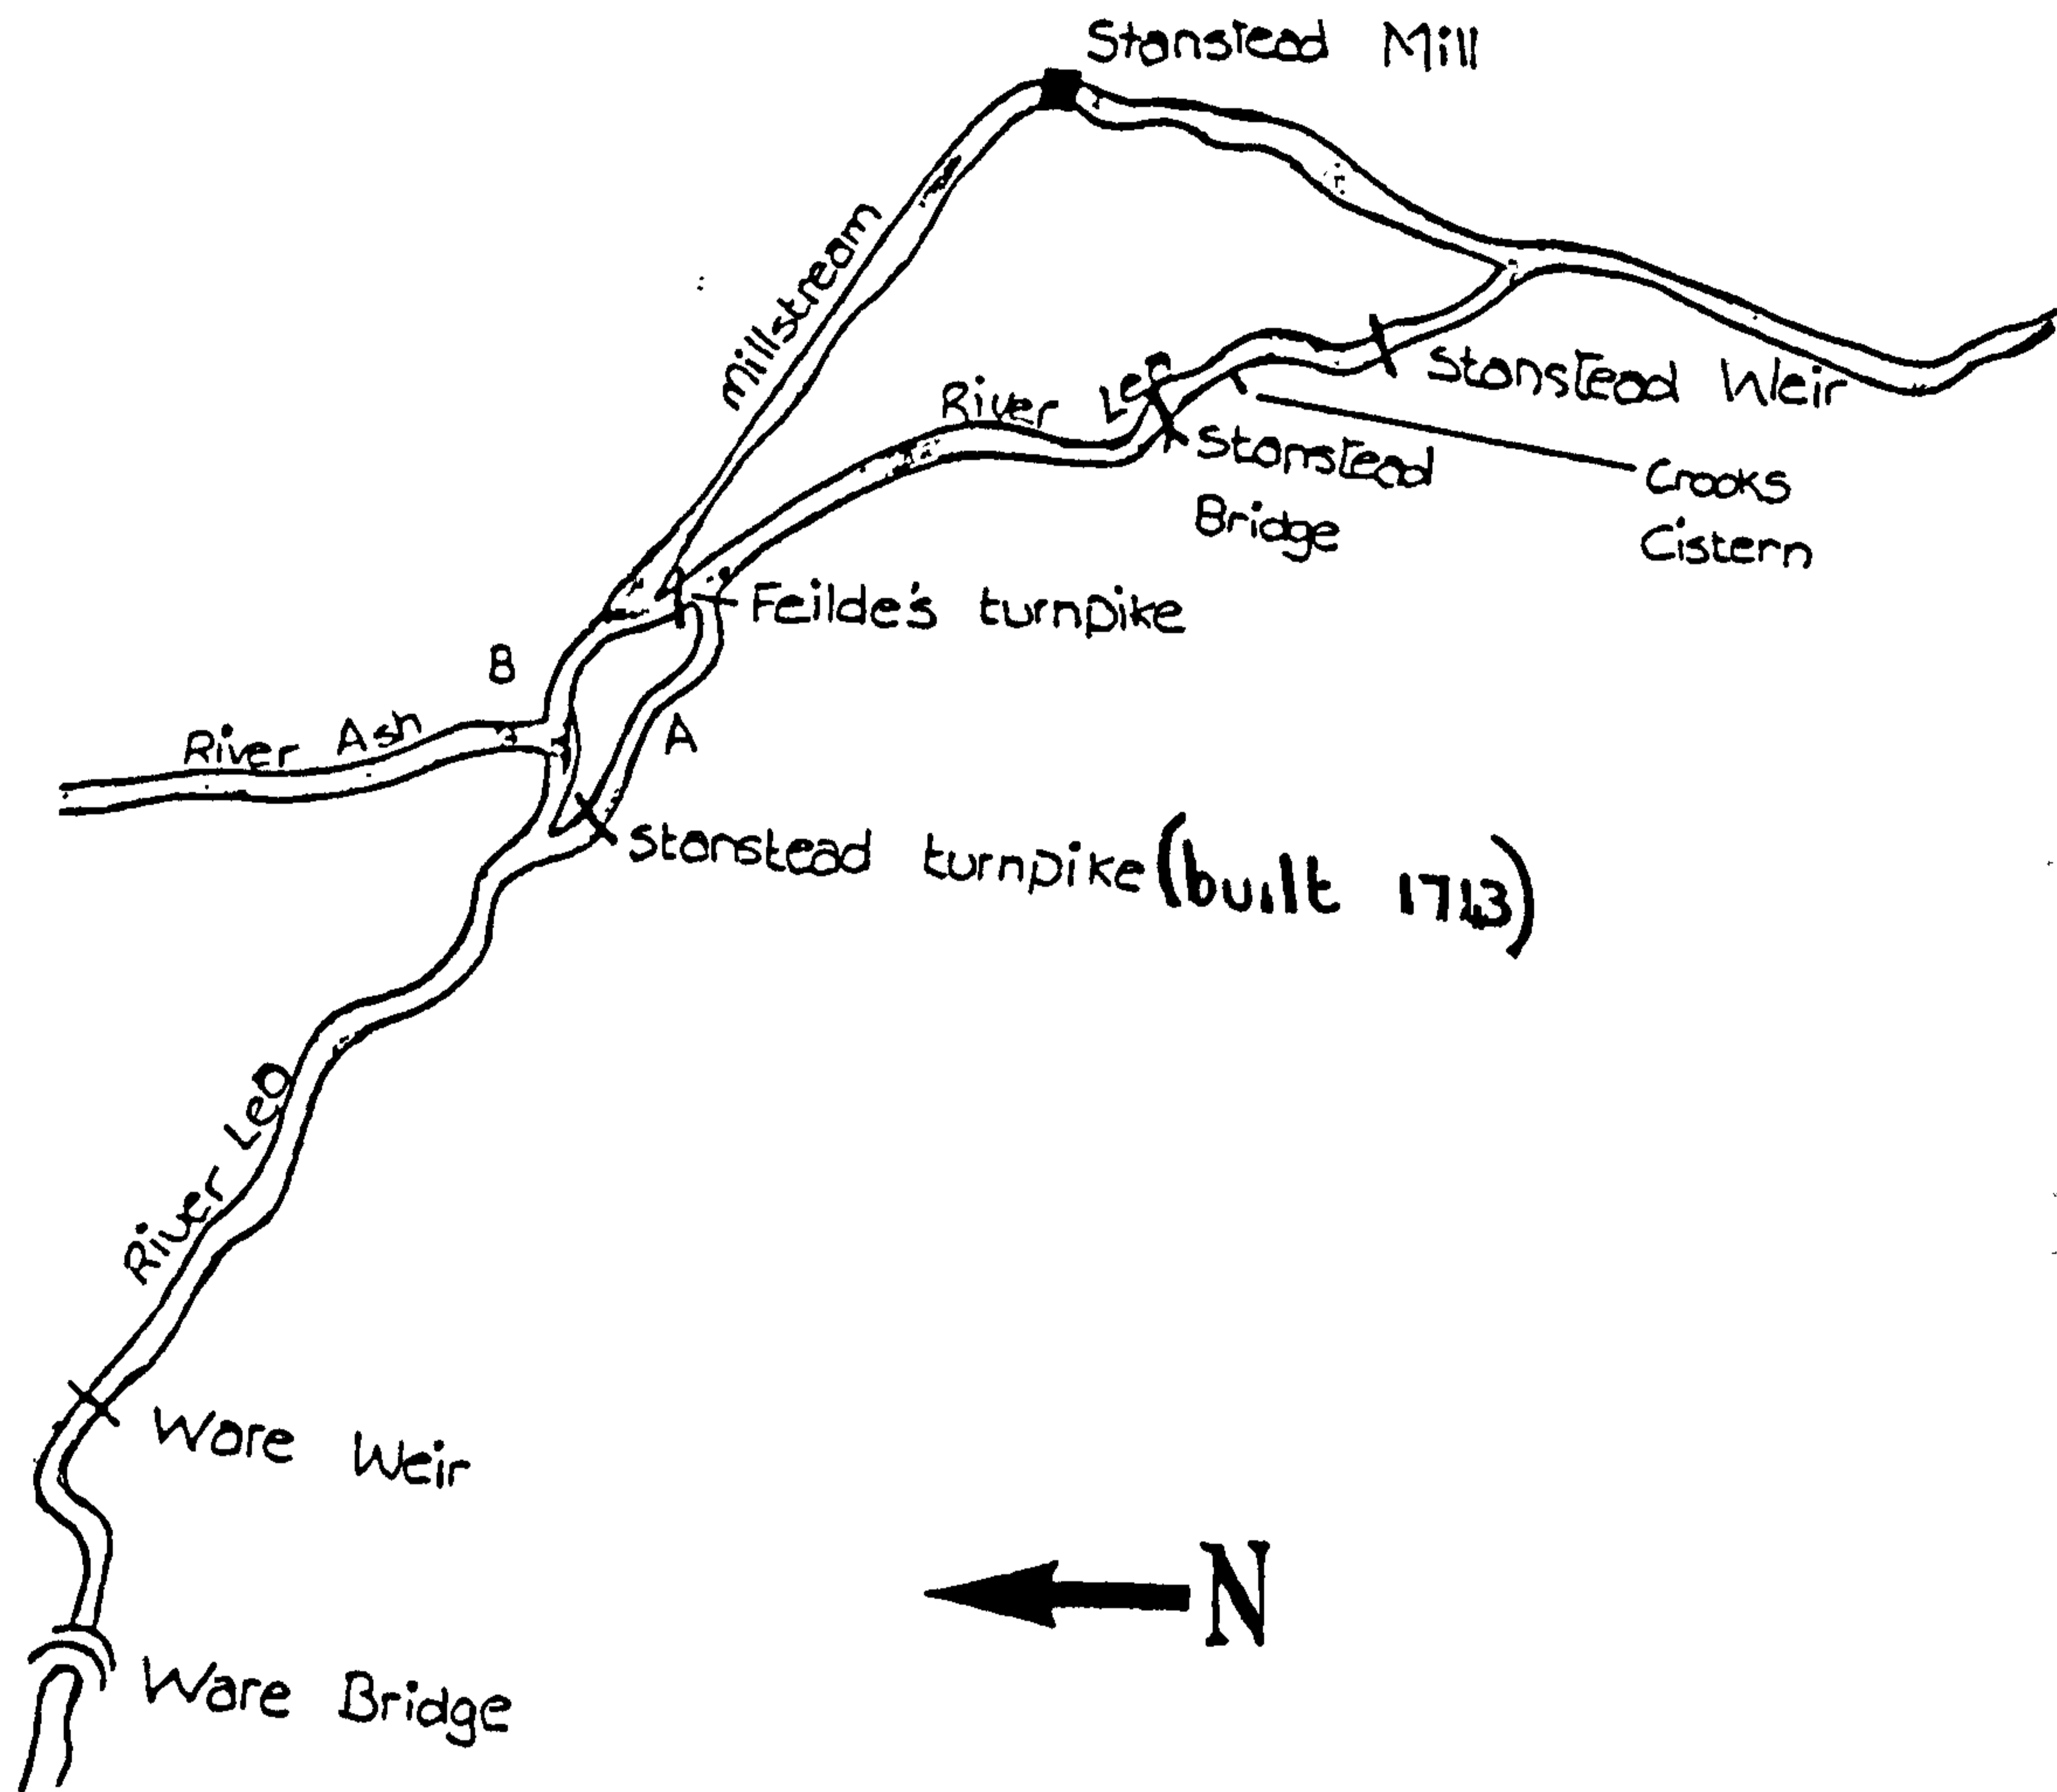 Stanstead Mill
Millstream
River Lea
Stanstead Weir
Stanstead
Bridge
Crooks
Cistern
Feilde's turnpike
B
River Ash
A
Stanstead turnpike (built 1713)
River Lea
Ware Weir
N
Ware Bridge